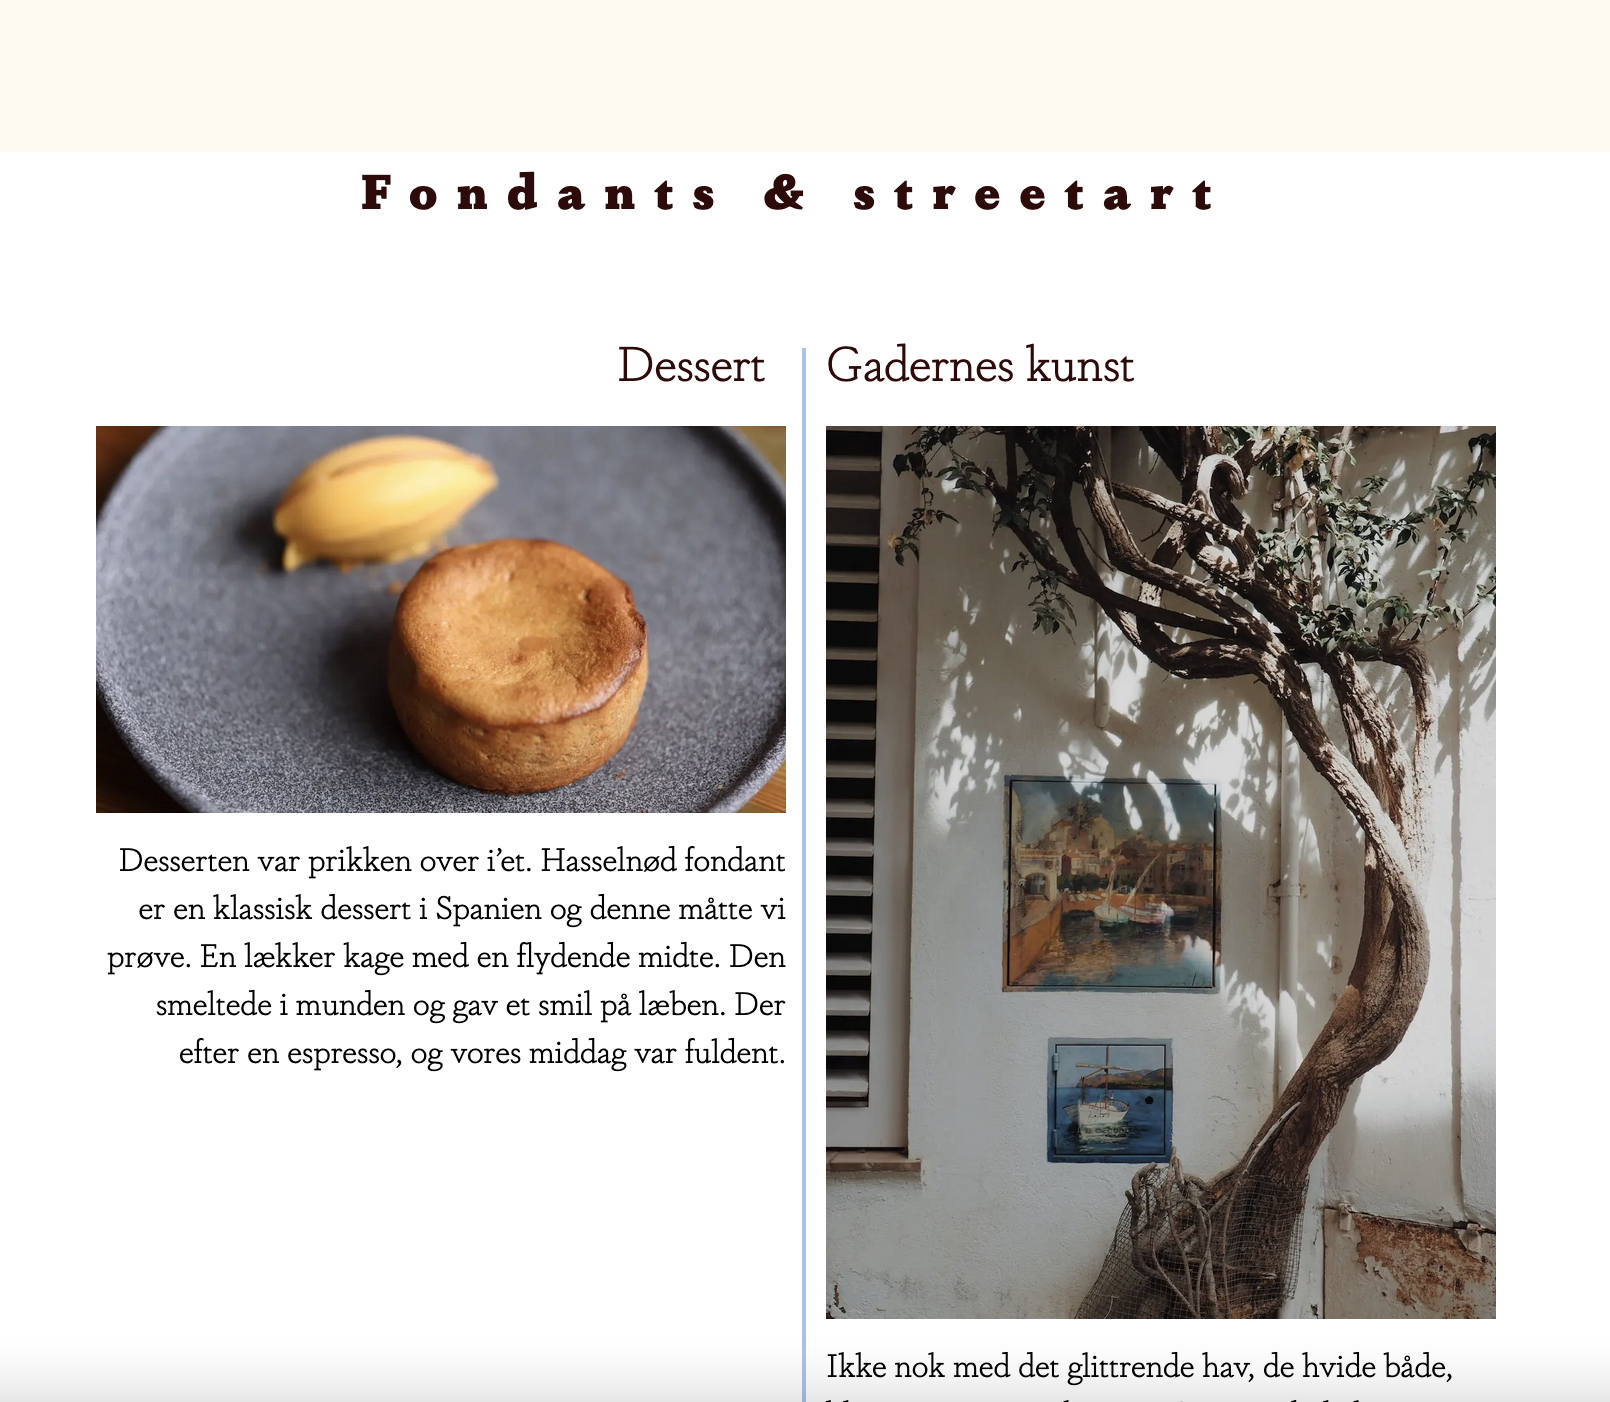 Fondants & streetart
Dessert
Desserten var prikken over i’et. Hasselnød fondant
er en klassisk dessert i Spanien og denne måtte vi
prøve. En lækker kage med en flydende midte. Den
smeltede i munden og gav et smil på læben. Der
efter en espresso, og vores middag var fuldent.
Gadernes kunst
Ikke nok med det glittrende hav, de hvide både,